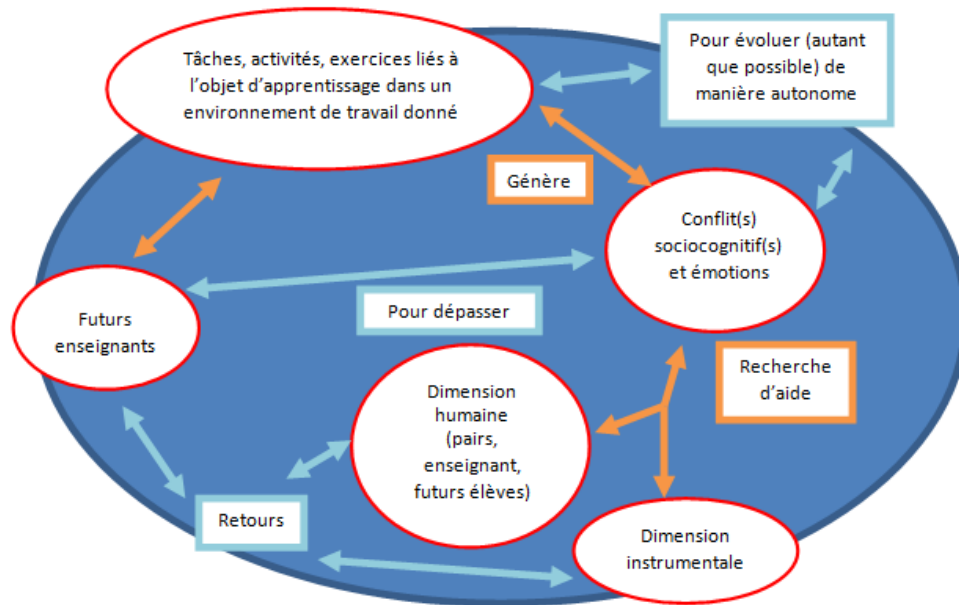 Tâches, activités, exercices liés à
l'objet d'apprentissage dans un
environnement de travail donné
Pour évoluer (autant
que possible) de
manière autonome
Génère
Conflit(s)
sociocognitif(s)
et émotions
Futurs
enseignants
Pour dépasser
Recherche
d'aide
Dimension
humaine
(pairs,
enseignant,
futurs élèves)
Retours
Dimension
instrumentale